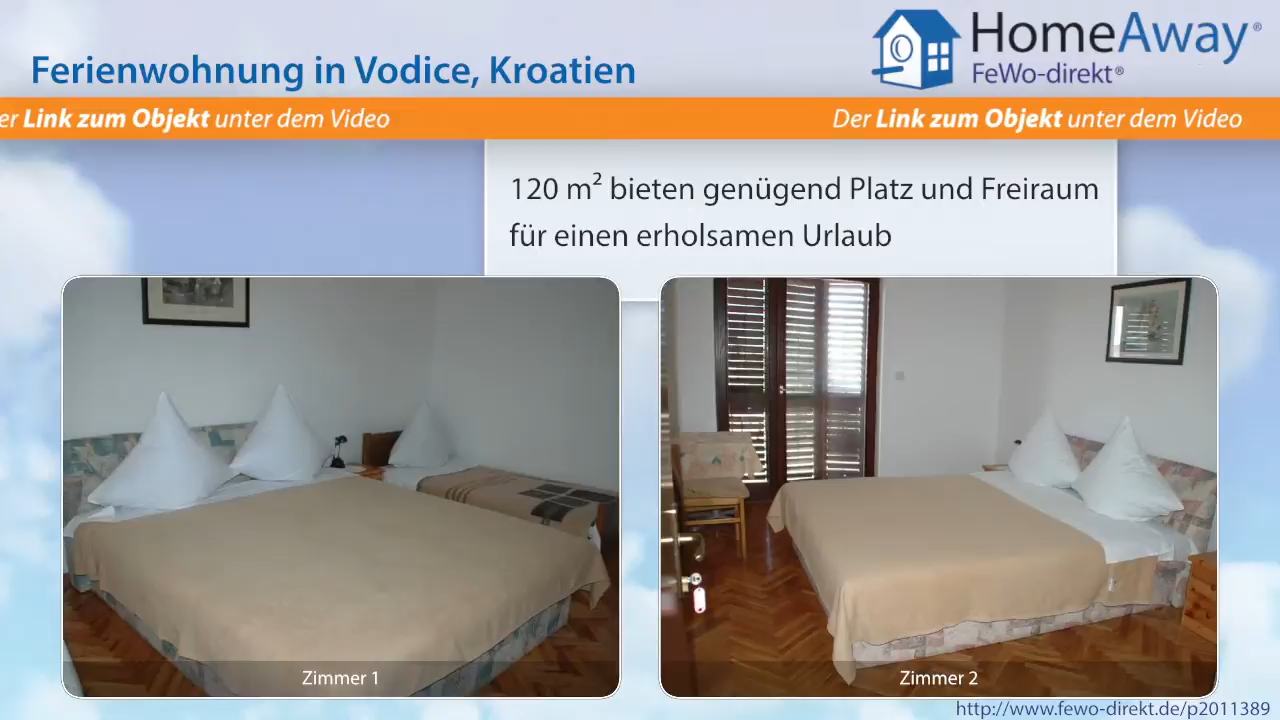 Ferienwohnung in Vodice, Kroatien
HomeAway®
FeWo-direkt®
er Link zum Objekt unter dem Video
Der Link zum Objekt unter dem Video
120 m² bieten genügend Platz und Freiraum
für einen erholsamen Urlaub
Zimmer 1
Zimmer 2
http://www.fewo-direkt.de/p2011389